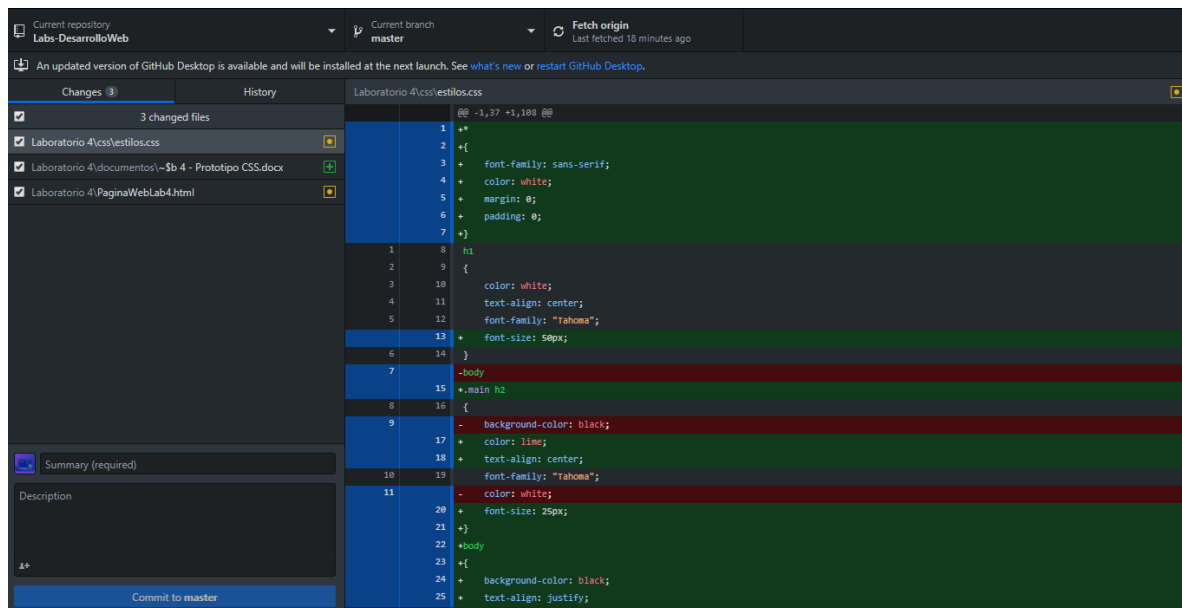 Current repository
Labs-DesarrolloWeb
Current branch
master
Fetch origin
Last fetched 18 minutes ago
An updated version of GitHub Desktop is available and will be installed at the next launch. See what's new or restart GitHub Desktop.
Changes 3
History
3 changed files
Laboratorio 4\css\estilos.css
Laboratorio 4\documentos\~$b 4 - Prototipo CSS.docx
Laboratorio 4\PaginaWebLab4.html
Summary (required)
Description
Commit to master
Laboratorio 4\css\estilos.css
@@ -1,37 +1,108 @@
1 +*
2 +{
3 + font-family: sans-serif;
4 + color: white;
5 + margin: 0;
6 + padding: 0;
7 +}
1 8 h1
2 9 {
3 10 color: white;
4 11 text-align: center;
5 12 font-family: "Tahoma";
13 + font-size: 50px;
6 14 }
7 -body
15 +.main h2
8 16 {
9 - background-color: black;
17 + color: lime;
18 + text-align: center;
10 19 font-family: "Tahoma";
11 - color: white;
20 + font-size: 25px;
21 +}
22 +body
23 +{
24 + background-color: black;
25 + text-align: justify;